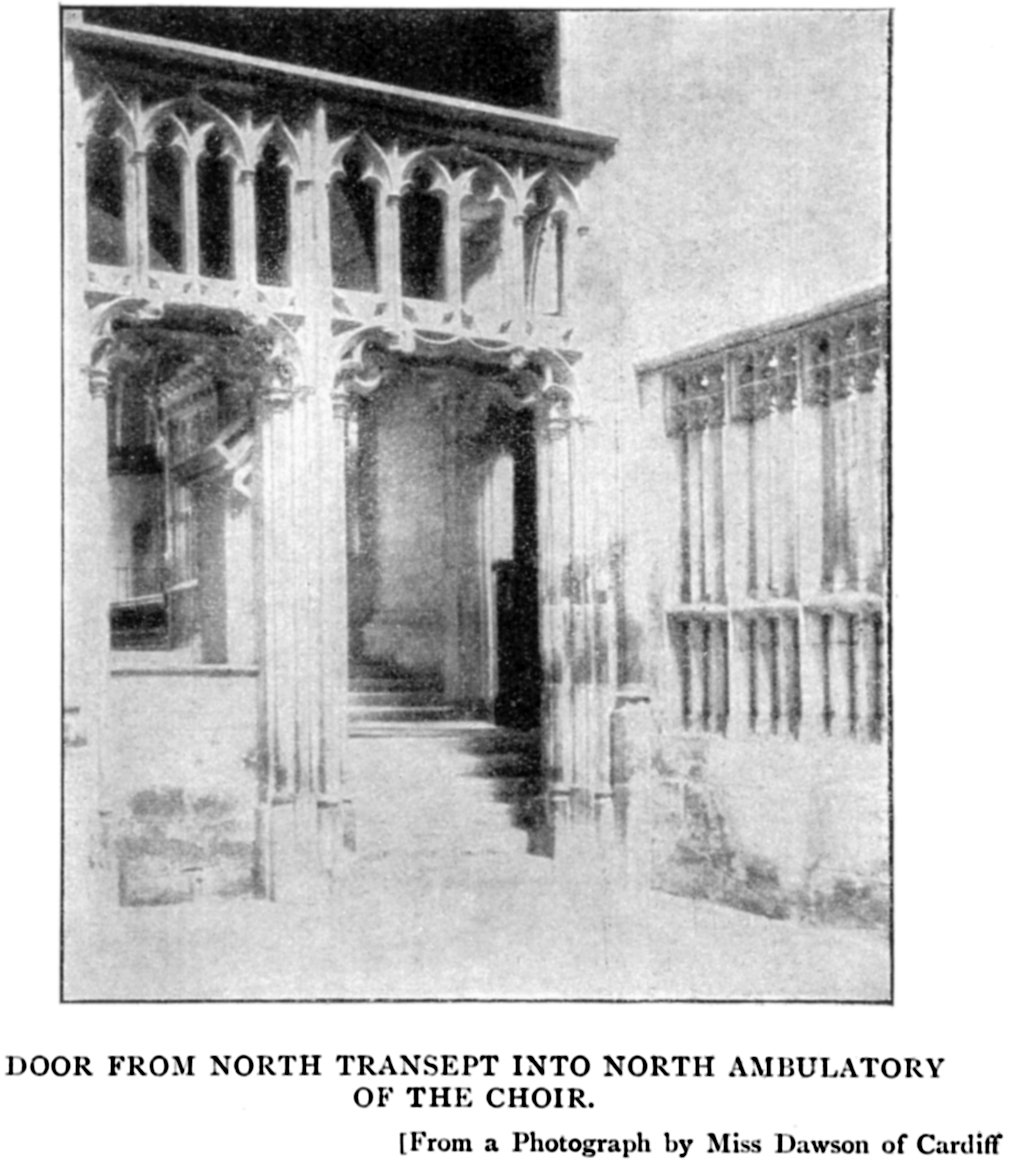 DOOR FROM NORTH TRANSEPT INTO NORTH AMBULATORY
OF THE CHOIR.
[From a Photograph by Miss Dawson of Cardiff